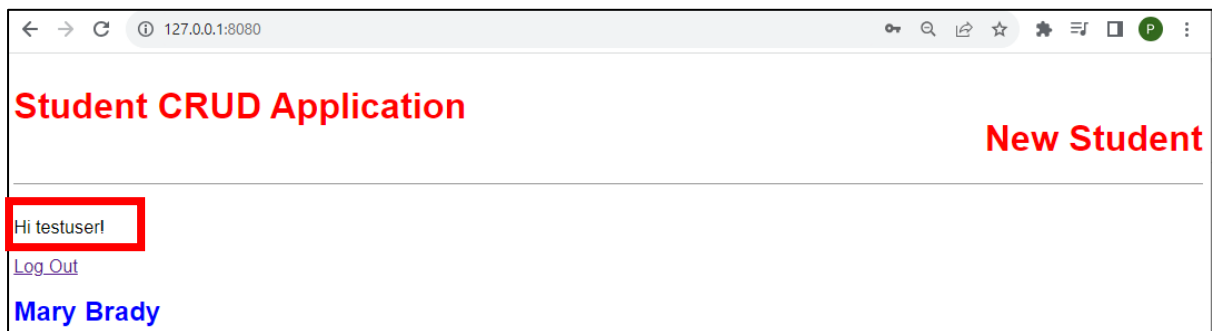 127.0.0.1:8080
P
Student CRUD Application
New Student
Hi testuser!
Log Out
Mary Brady